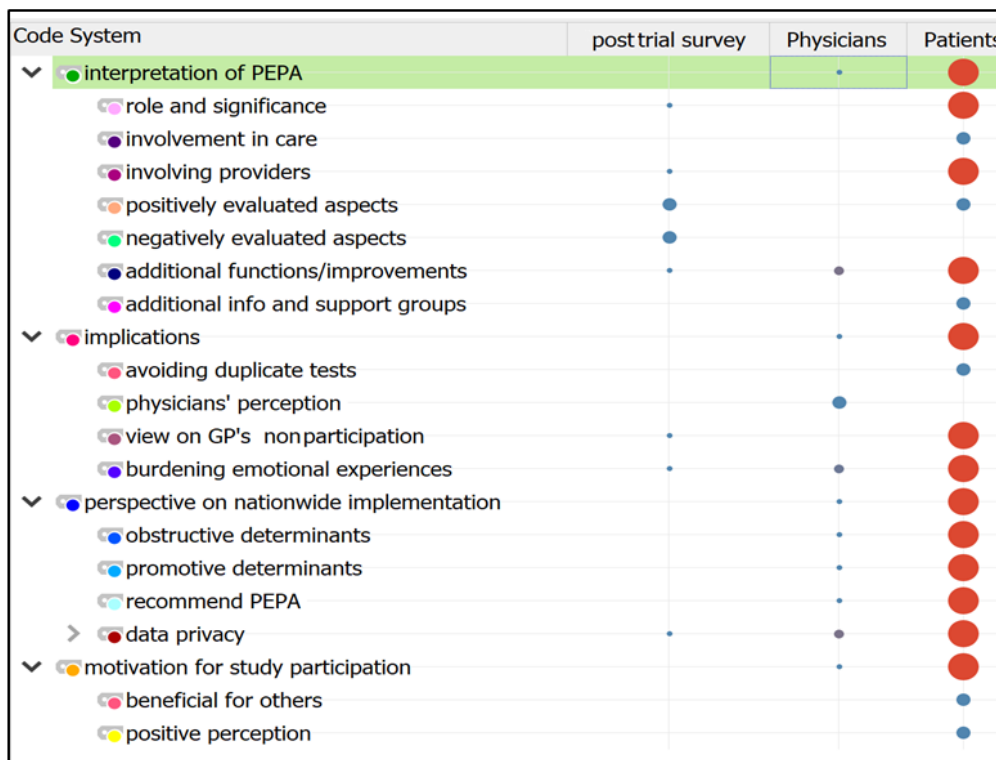 Code System post trial survey Physicians Patients
interpretation of PEPA
role and significance
involvement in care
involving providers
positively evaluated aspects
negatively evaluated aspects
additional functions/improvements
additional info and support groups
implications
avoiding duplicate tests
physicians' perception
view on GP's nonparticipation
burdening emotional experiences
perspective on nationwide implementation
obstructive determinants
promotive determinants
recommend PEPA
data privacy
motivation for study participation
beneficial for others
positive perception